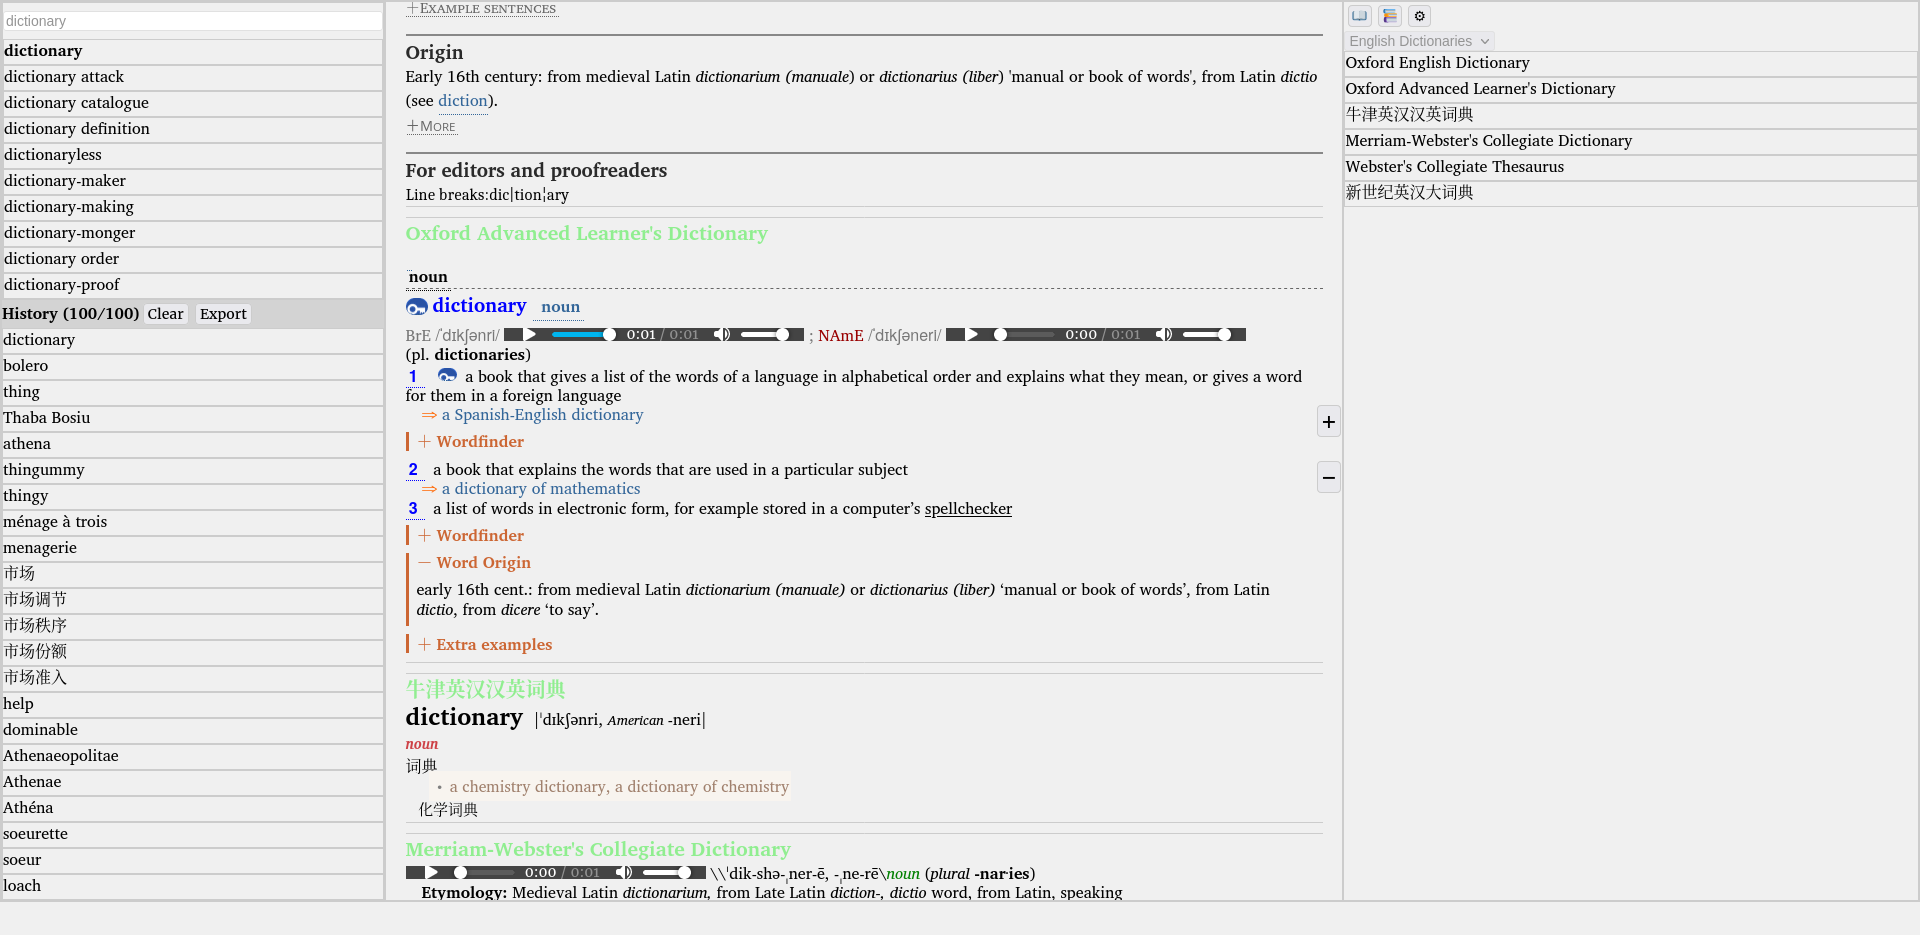 dictionary
dictionary
dictionary attack
dictionary catalogue
dictionary definition
dictionaryless
dictionary-maker
dictionary-making
dictionary-monger
dictionary order
dictionary-proof
History (100/100) Clear Export
dictionary
bolero
thing
Thaba Bosiu
athena
thingummy
thingy
ménage à trois
menagerie
市场
市场调节
市场秩序
市场份额
市场准入
help
dominable
Athenaeopolitae
Athenae
Athéna
soeurette
soeur
loach
+EXAMPLE SENTENCES
Origin
Early 16th century: from medieval Latin dictionarium (manuale) or dictionarius (liber) 'manual or book of words', from Latin dictio
(see diction).
+MORE
For editors and proofreaders
Line breaks:dic|tion¦ary
Oxford Advanced Learner's Dictionary
noun
dictionary noun
BrE /ˈdɪkʃənri/ 0:01 / 0:01 ; NAmE /ˈdɪkʃəneri/ 0:00 / 0:01
(pl. dictionaries)
1 a book that gives a list of the words of a language in alphabetical order and explains what they mean, or gives a word
for them in a foreign language
⇒ a Spanish-English dictionary
+ Wordfinder
2 a book that explains the words that are used in a particular subject
⇒ a dictionary of mathematics
3 a list of words in electronic form, for example stored in a computer’s spellchecker
+ Wordfinder
− Word Origin
early 16th cent.: from medieval Latin dictionarium (manuale) or dictionarius (liber) ‘manual or book of words’, from Latin
dictio, from dicere ‘to say’.
+ Extra examples
牛津英汉汉英词典
dictionary |ˈdɪkʃənri, American -neri|
noun
词典
• a chemistry dictionary, a dictionary of chemistry
化学词典
Merriam-Webster's Collegiate Dictionary
0:00 / 0:01 \\ˈdik-shə-ˌner-ē, -ˌne-rē\noun (plural -nar·ies)
Etymology: Medieval Latin dictionarium, from Late Latin diction-, dictio word, from Latin, speaking
+
−
English Dictionaries
Oxford English Dictionary
Oxford Advanced Learner's Dictionary
牛津英汉汉英词典
Merriam-Webster's Collegiate Dictionary
Webster's Collegiate Thesaurus
新世纪英汉大词典